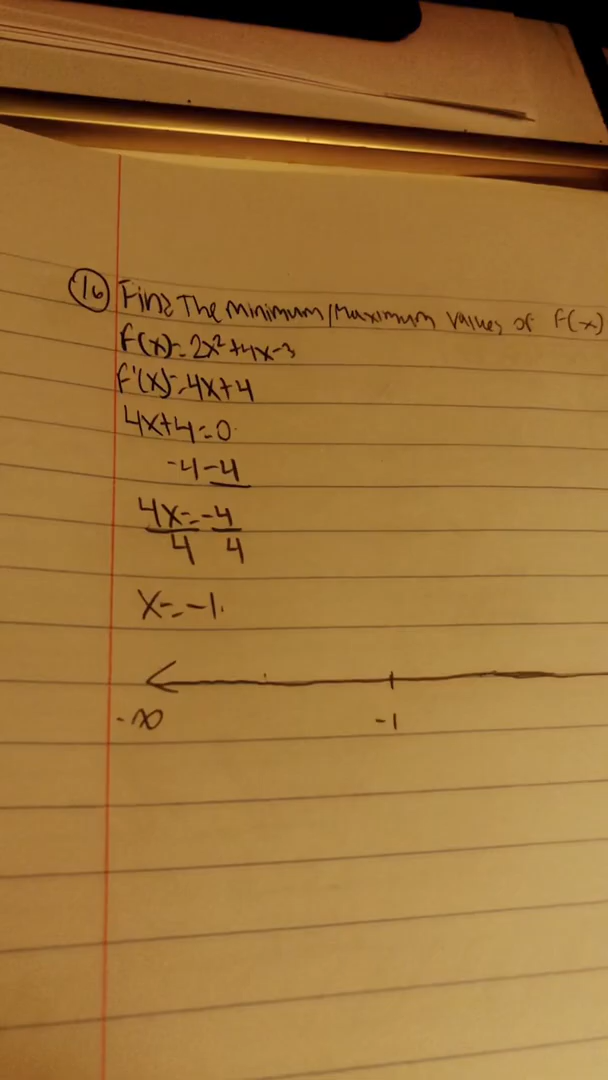 16 Find The minimum/Maximum values of f(x)
f(x)=2x²+4x-3
f'(x)=4x+4
4x+4=0
-4-4
4x=-4
4 4
x=-1.
-∞ -1